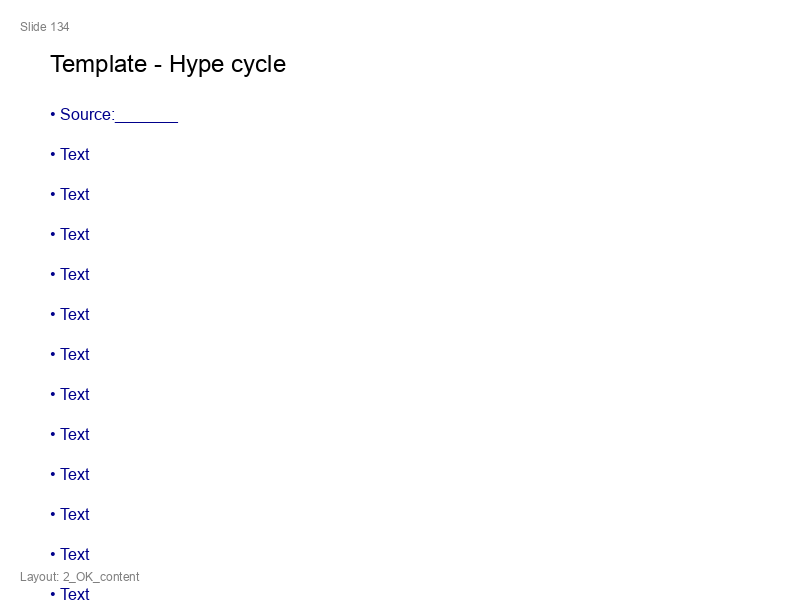 Slide 134
Template - Hype cycle
• Source:_______
• Text
• Text
• Text
• Text
• Text
• Text
• Text
• Text
• Text
• Text
• Text
Layout: 2_OK_content
• Text